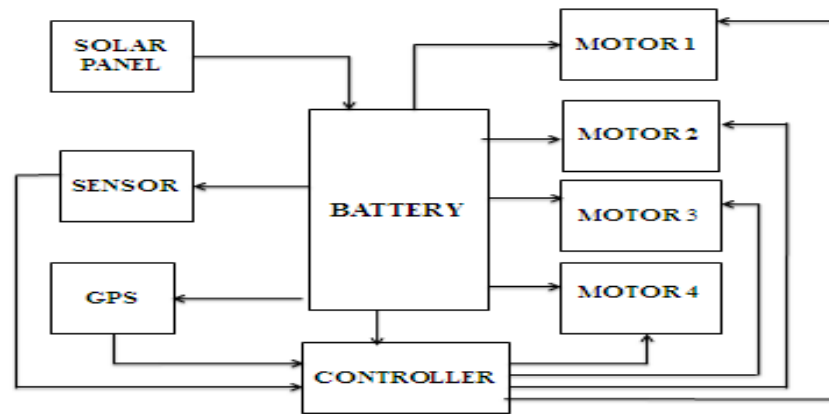 SOLAR
PANEL
MOTOR 1
MOTOR 2
SENSOR
BATTERY
MOTOR 3
GPS
MOTOR 4
CONTROLLER